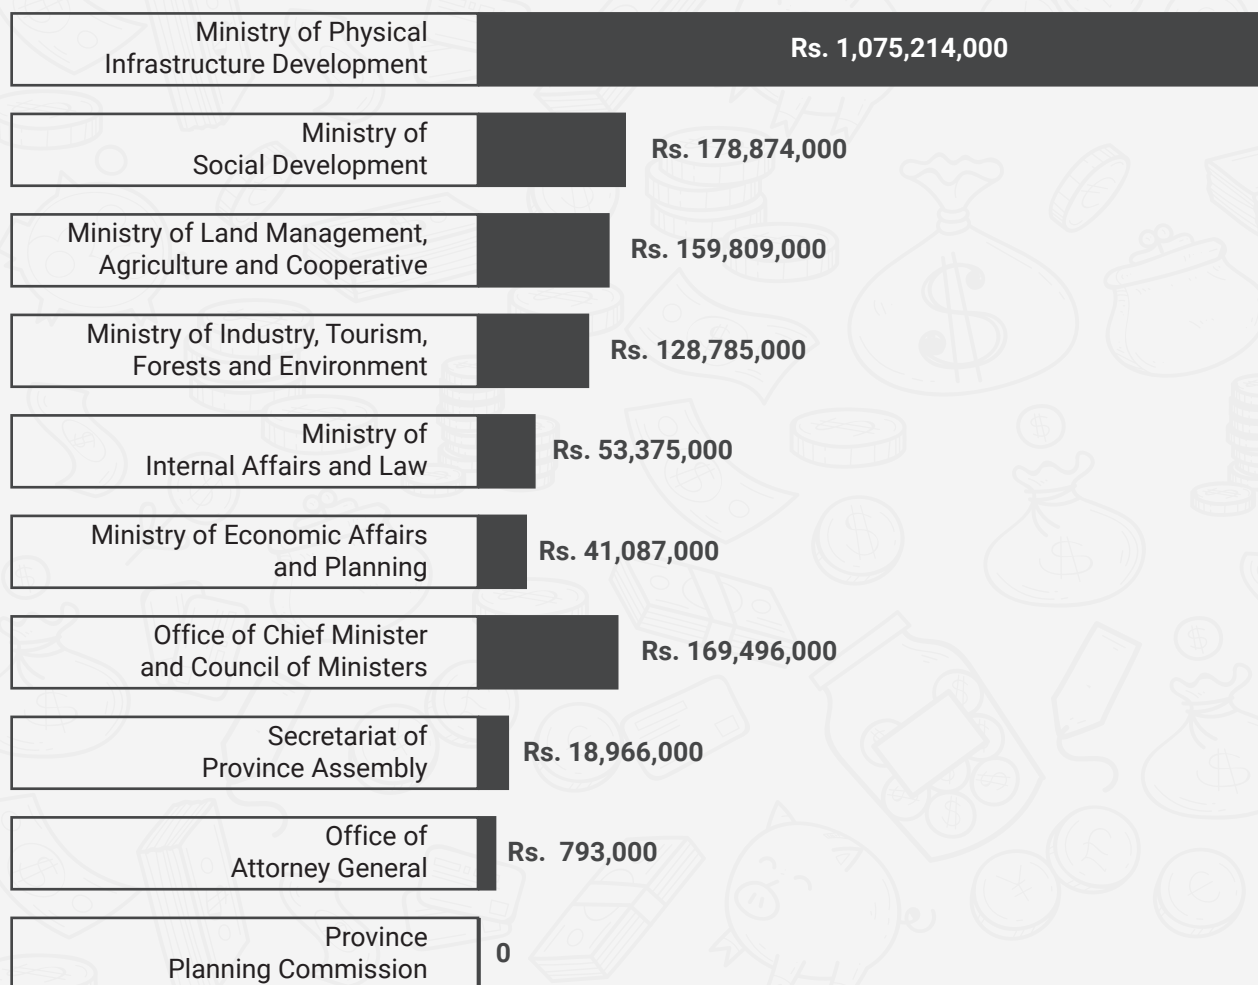 Ministry of Physical
Infrastructure Development
Rs. 1,075,214,000
Ministry of
Social Development
Rs. 178,874,000
Ministry of Land Management,
Agriculture and Cooperative
Rs. 159,809,000
Ministry of Industry, Tourism,
Forests and Environment
Rs. 128,785,000
Ministry of
Internal Affairs and Law
Rs. 53,375,000
Ministry of Economic Affairs
and Planning
Rs. 41,087,000
Office of Chief Minister
and Council of Ministers
Rs. 169,496,000
Secretariat of
Province Assembly
Rs. 18,966,000
Office of
Attorney General
Rs. 793,000
Province
Planning Commission
0